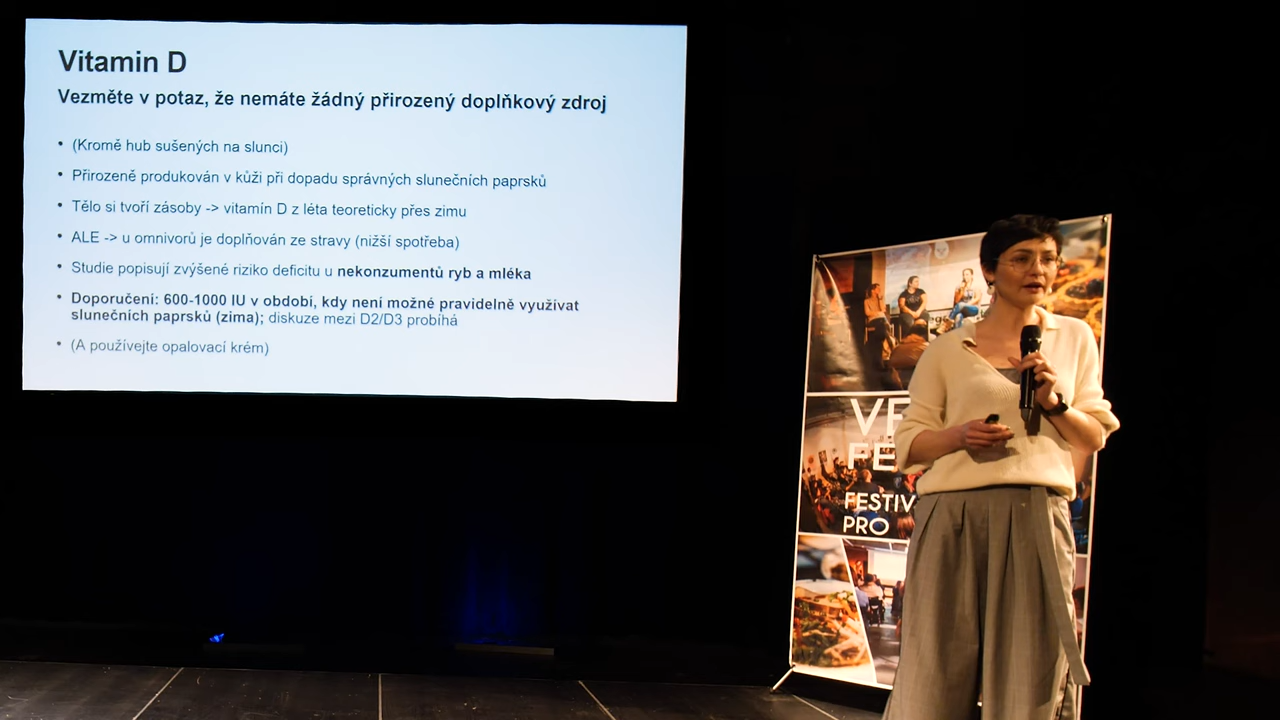 Vitamin D
Vezměte v potaz, že nemáte žádný přirozený doplňkový zdroj
• (Kromě hub sušených na slunci)
• Přirozeně produkován v kůži při dopadu správných slunečních paprsků
• Tělo si tvoří zásoby -> vitamín D z léta teoreticky přes zimu
• ALE -> u omnivorů je doplňován ze stravy (nižší spotřeba)
• Studie popisují zvýšené riziko deficitu u nekonzumentů ryb a mléka
• Doporučení: 600-1000 IU v období, kdy není možné pravidelně využívat
slunečních paprsků (zima); diskuze mezi D2/D3 probíhá
• (A používejte opalovací krém)
FE
FESTIV
PRO